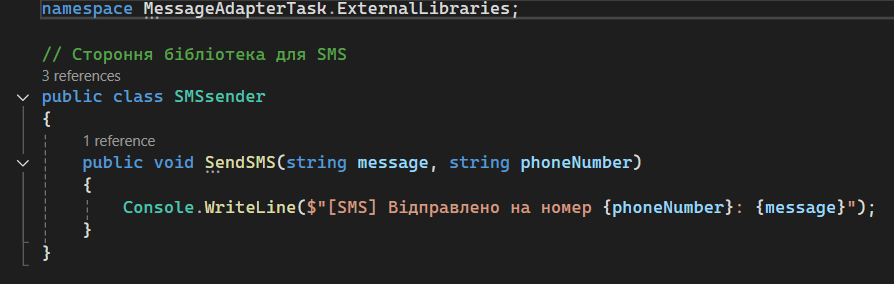 namespace MessageAdapterTask.ExternalLibraries;
// Стороння бібліотека для SMS
3 references
public class SMSsender
{
1 reference
public void SendSMS(string message, string phoneNumber)
{
Console.WriteLine($"[SMS] Відправлено на номер {phoneNumber}: {message}");
}
}